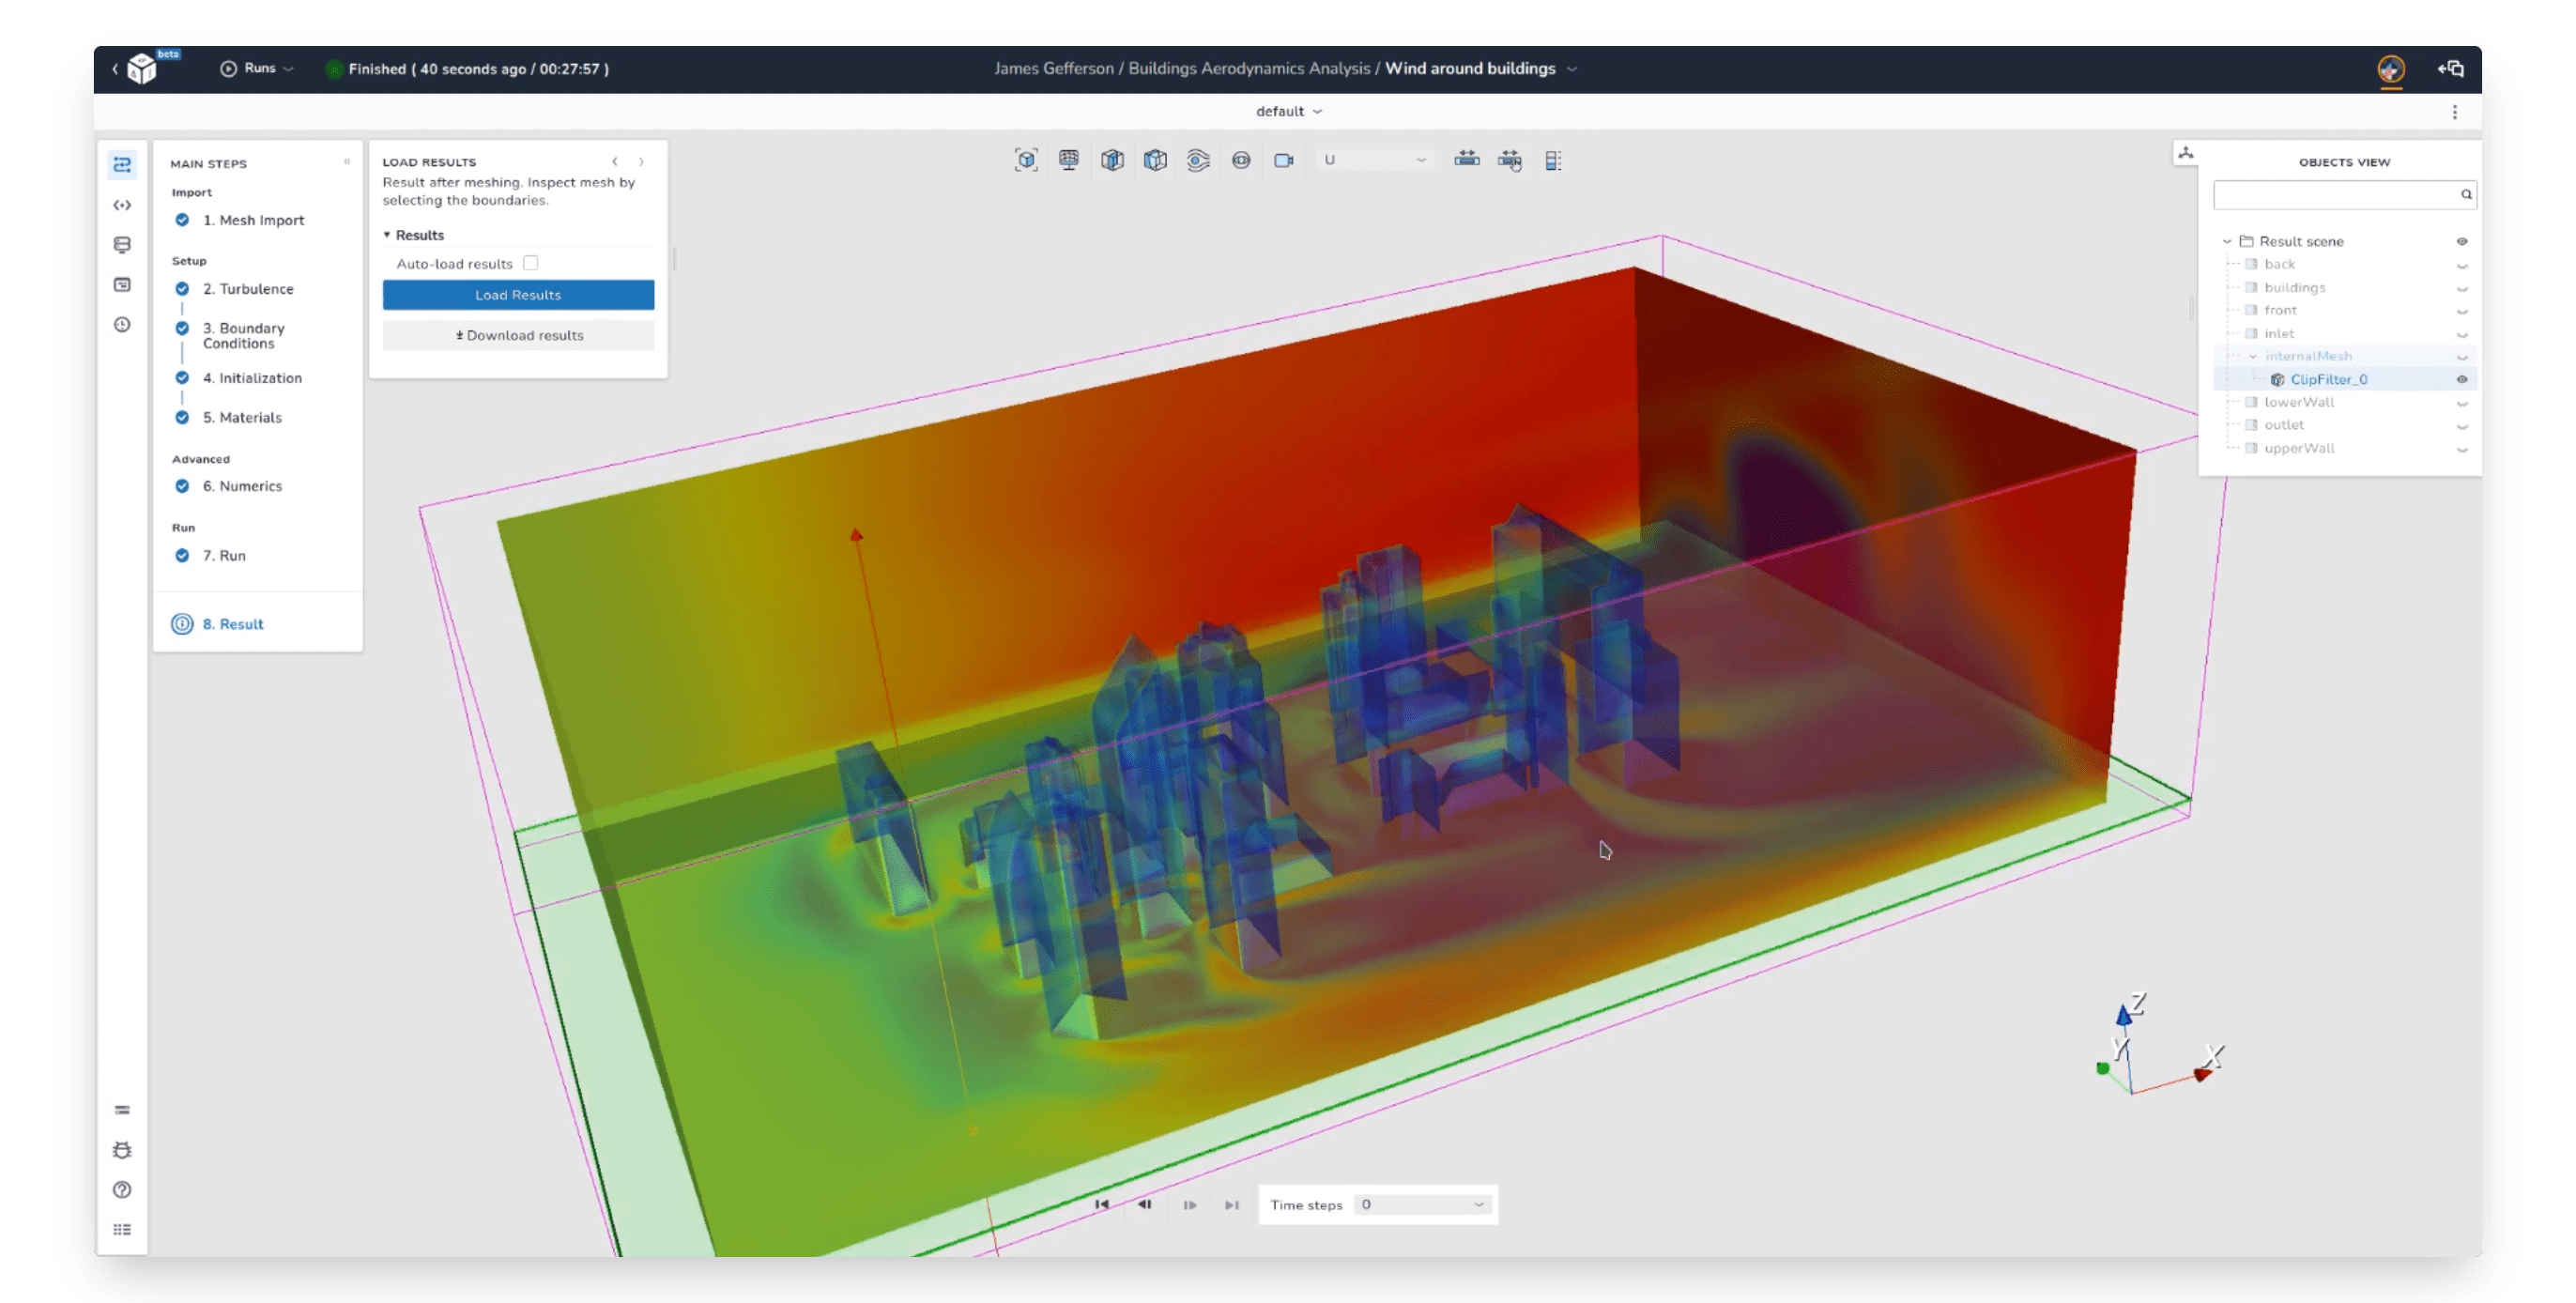 beta
Runs
Finished ( 40 seconds ago / 00:27:57 )
James Gefferson / Buildings Aerodynamics Analysis / Wind around buildings
default
MAIN STEPS
Import
1. Mesh Import
Setup
2. Turbulence
3. Boundary
Conditions
4. Initialization
5. Materials
Advanced
6. Numerics
Run
7. Run
8. Result
LOAD RESULTS
Result after meshing. Inspect mesh by
selecting the boundaries.
Results
Auto-load results
Load Results
Download results
U
OBJECTS VIEW
Result scene
back
buildings
front
inlet
internalMesh
ClipFilter_0
lowerWall
outlet
upperWall
Z
Y
X
Time steps 0